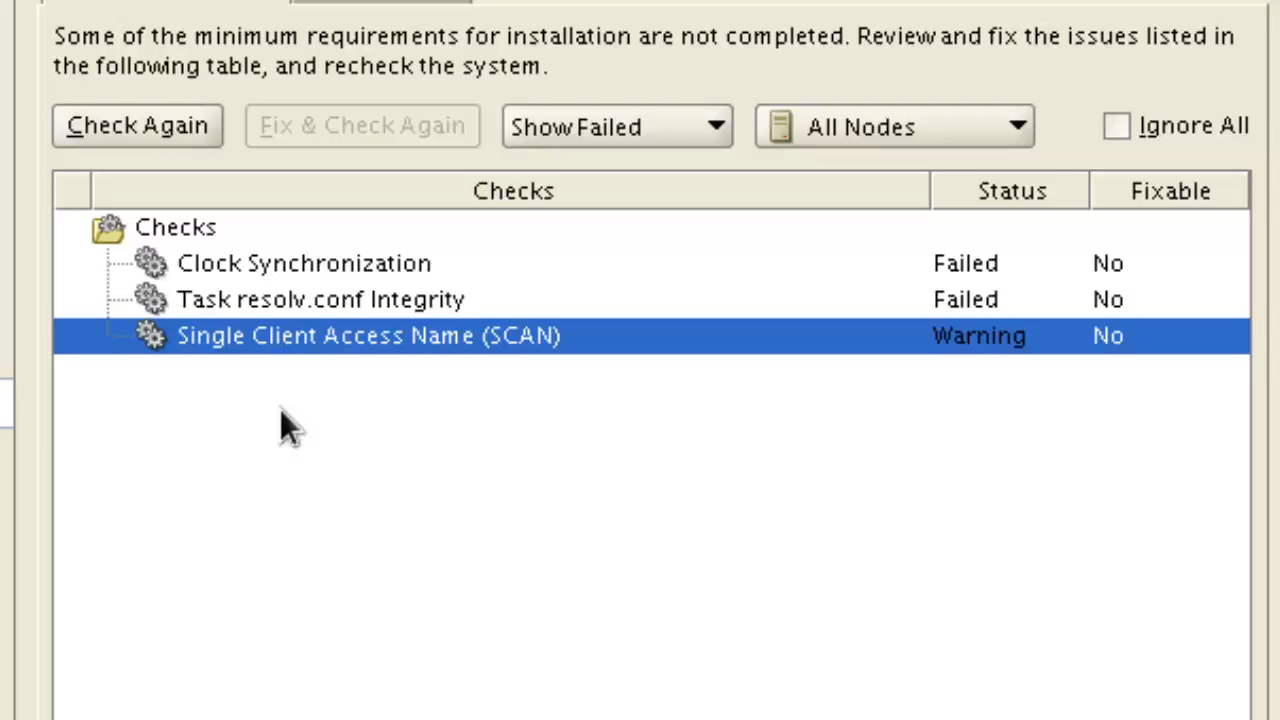 Some of the minimum requirements for installation are not completed. Review and fix the issues listed in
the following table, and recheck the system.
Check Again Fix & Check Again Show Failed All Nodes Ignore All
Checks Status Fixable
Checks
Clock Synchronization Failed No
Task resolv.conf Integrity Failed No
Single Client Access Name (SCAN) Warning No